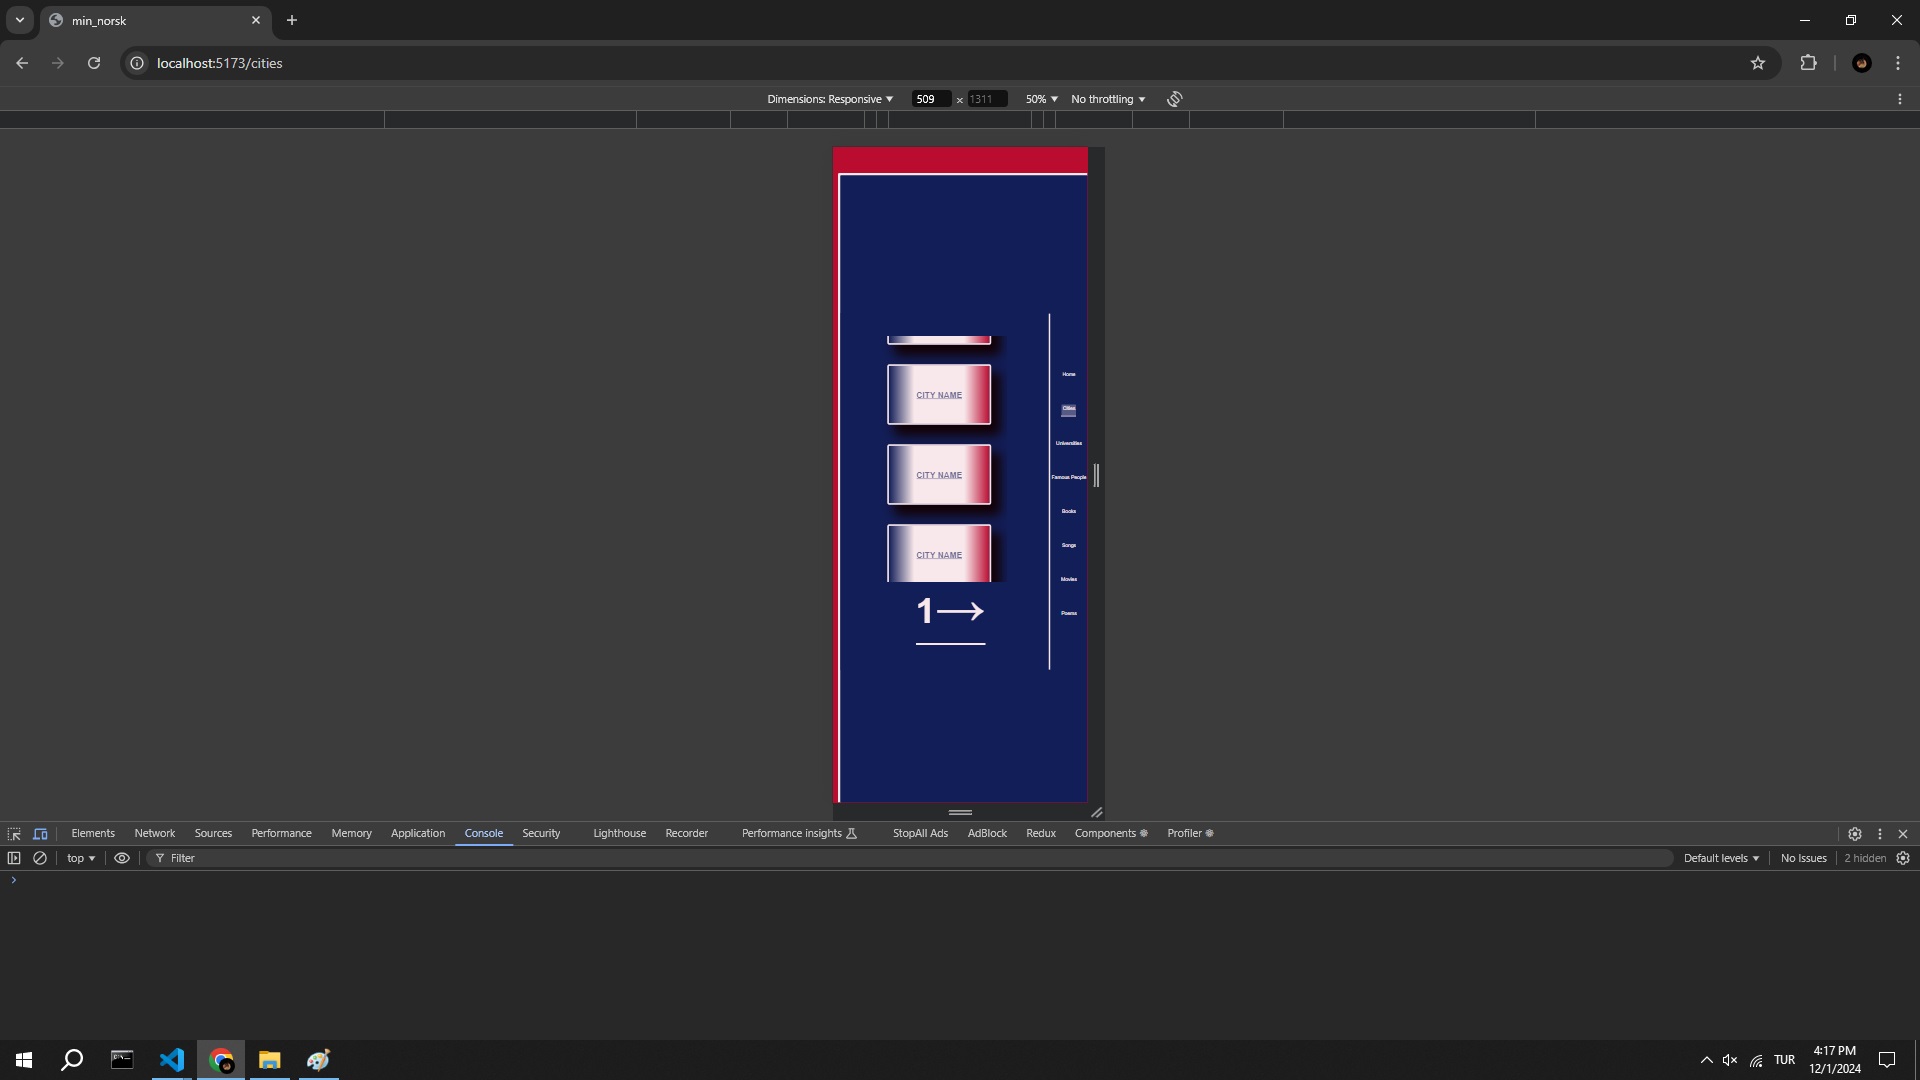 min_norsk
localhost:5173/cities
Dimensions: Responsive 509 x 1311 50% No throttling
CITY NAME
CITY NAME
CITY NAME
1→
Home
Cities
Universities
Famous People
Books
Songs
Movies
Poems
Elements Network Sources Performance Memory Application Console Security Lighthouse Recorder Performance insights StopAll Ads AdBlock Redux Components Profiler
top Filter Default levels No Issues 2 hidden
TUR 4:17 PM
12/1/2024